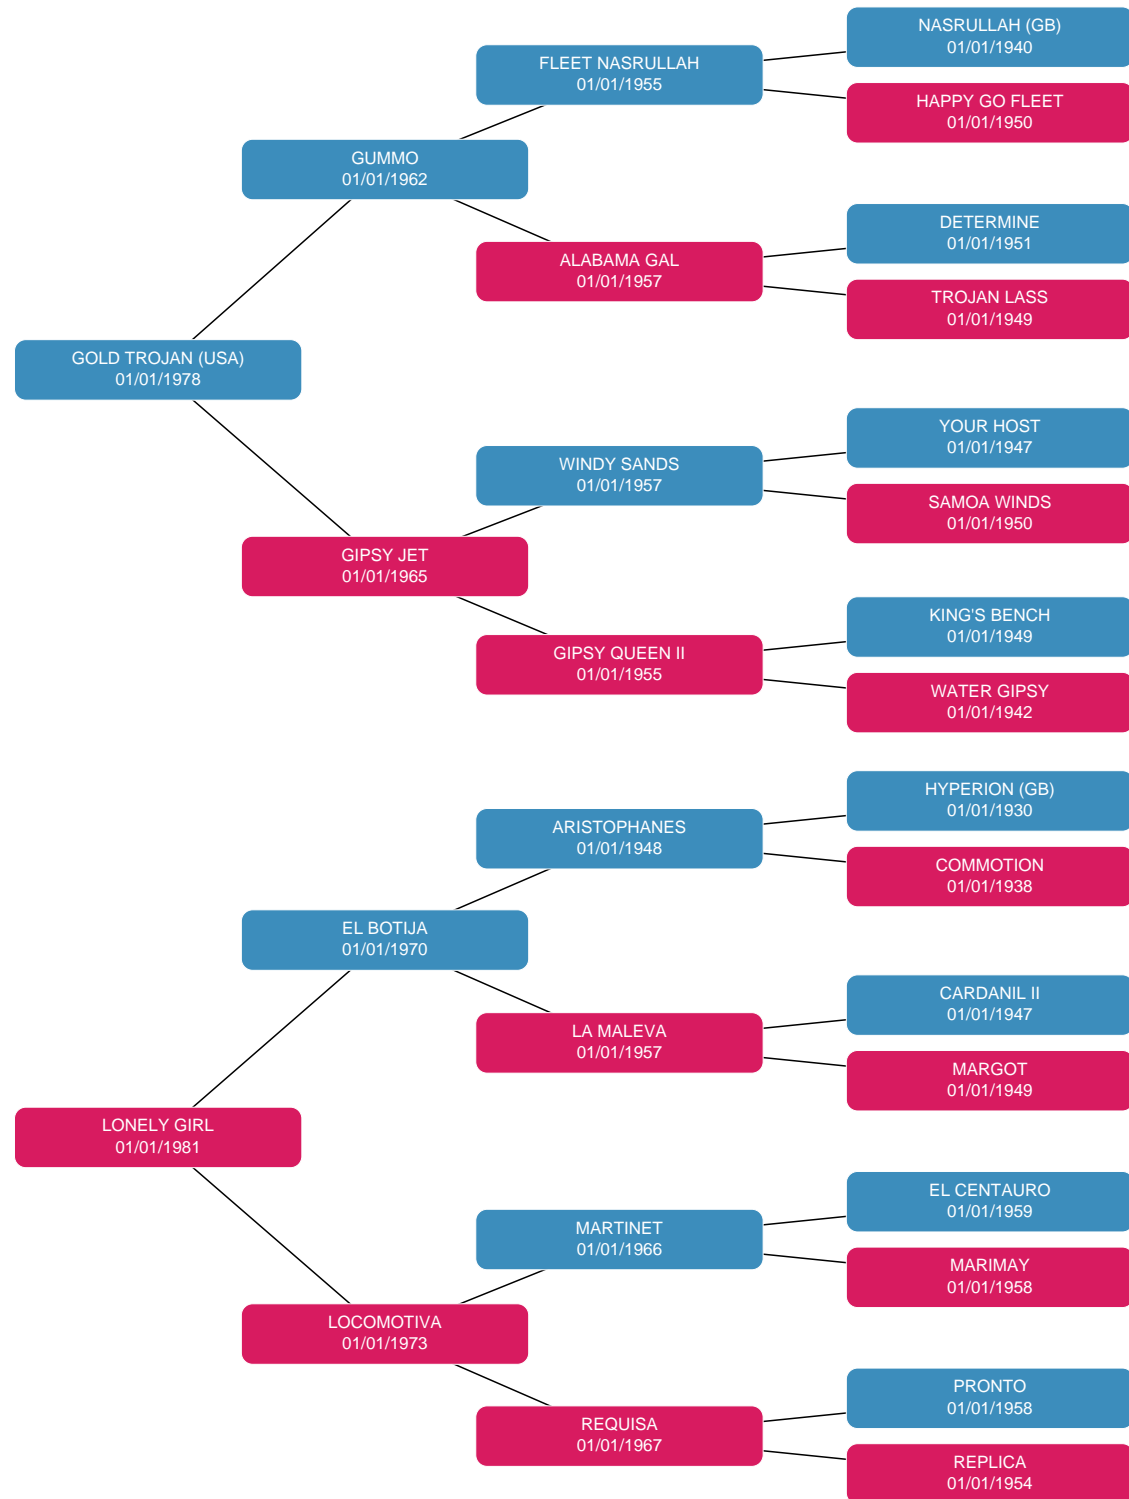 NASRULLAH (GB)
01/01/1940
FLEET NASRULLAH
01/01/1955
HAPPY GO FLEET
01/01/1950
GUMMO
01/01/1962
DETERMINE
01/01/1951
ALABAMA GAL
01/01/1957
TROJAN LASS
01/01/1949
GOLD TROJAN (USA)
01/01/1978
YOUR HOST
01/01/1947
WINDY SANDS
01/01/1957
SAMOA WINDS
01/01/1950
GIPSY JET
01/01/1965
KING'S BENCH
01/01/1949
GIPSY QUEEN II
01/01/1955
WATER GIPSY
01/01/1942
HYPERION (GB)
01/01/1930
ARISTOPHANES
01/01/1948
COMMOTION
01/01/1938
EL BOTIJA
01/01/1970
CARDANIL II
01/01/1947
LA MALEVA
01/01/1957
MARGOT
01/01/1949
LONELY GIRL
01/01/1981
EL CENTAURO
01/01/1959
MARTINET
01/01/1966
MARIMAY
01/01/1958
LOCOMOTIVA
01/01/1973
PRONTO
01/01/1958
REQUISA
01/01/1967
REPLICA
01/01/1954